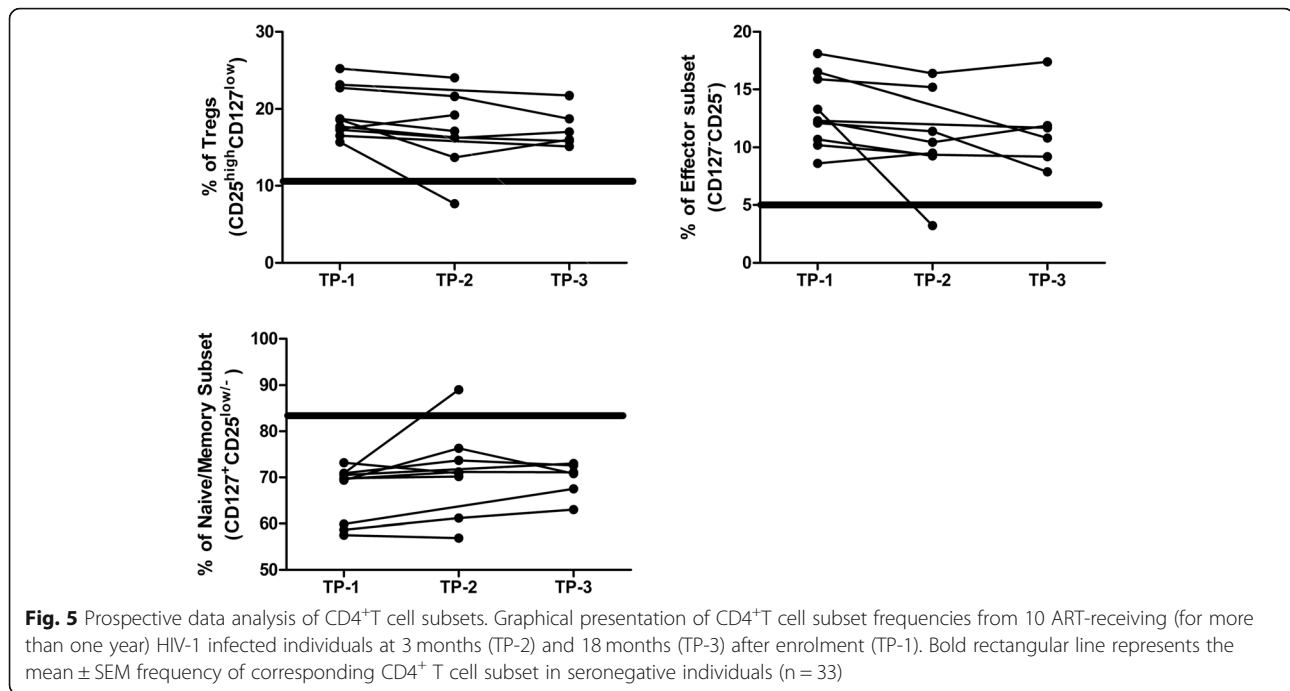 30
20
10
0
% of Tregs
(CD25^highCD127^low)
TP-1 TP-2 TP-3
20
15
10
5
0
% of Effector subset
(CD127^-CD25^-)
TP-1 TP-2 TP-3
100
90
80
70
60
50
% of Naive/Memory Subset
(CD127^+CD25^low/-)
TP-1 TP-2 TP-3
Fig. 5 Prospective data analysis of CD4^+T cell subsets. Graphical presentation of CD4^+T cell subset frequencies from 10 ART-receiving (for more
than one year) HIV-1 infected individuals at 3 months (TP-2) and 18 months (TP-3) after enrolment (TP-1). Bold rectangular line represents the
mean ± SEM frequency of corresponding CD4^+ T cell subset in seronegative individuals (n = 33)